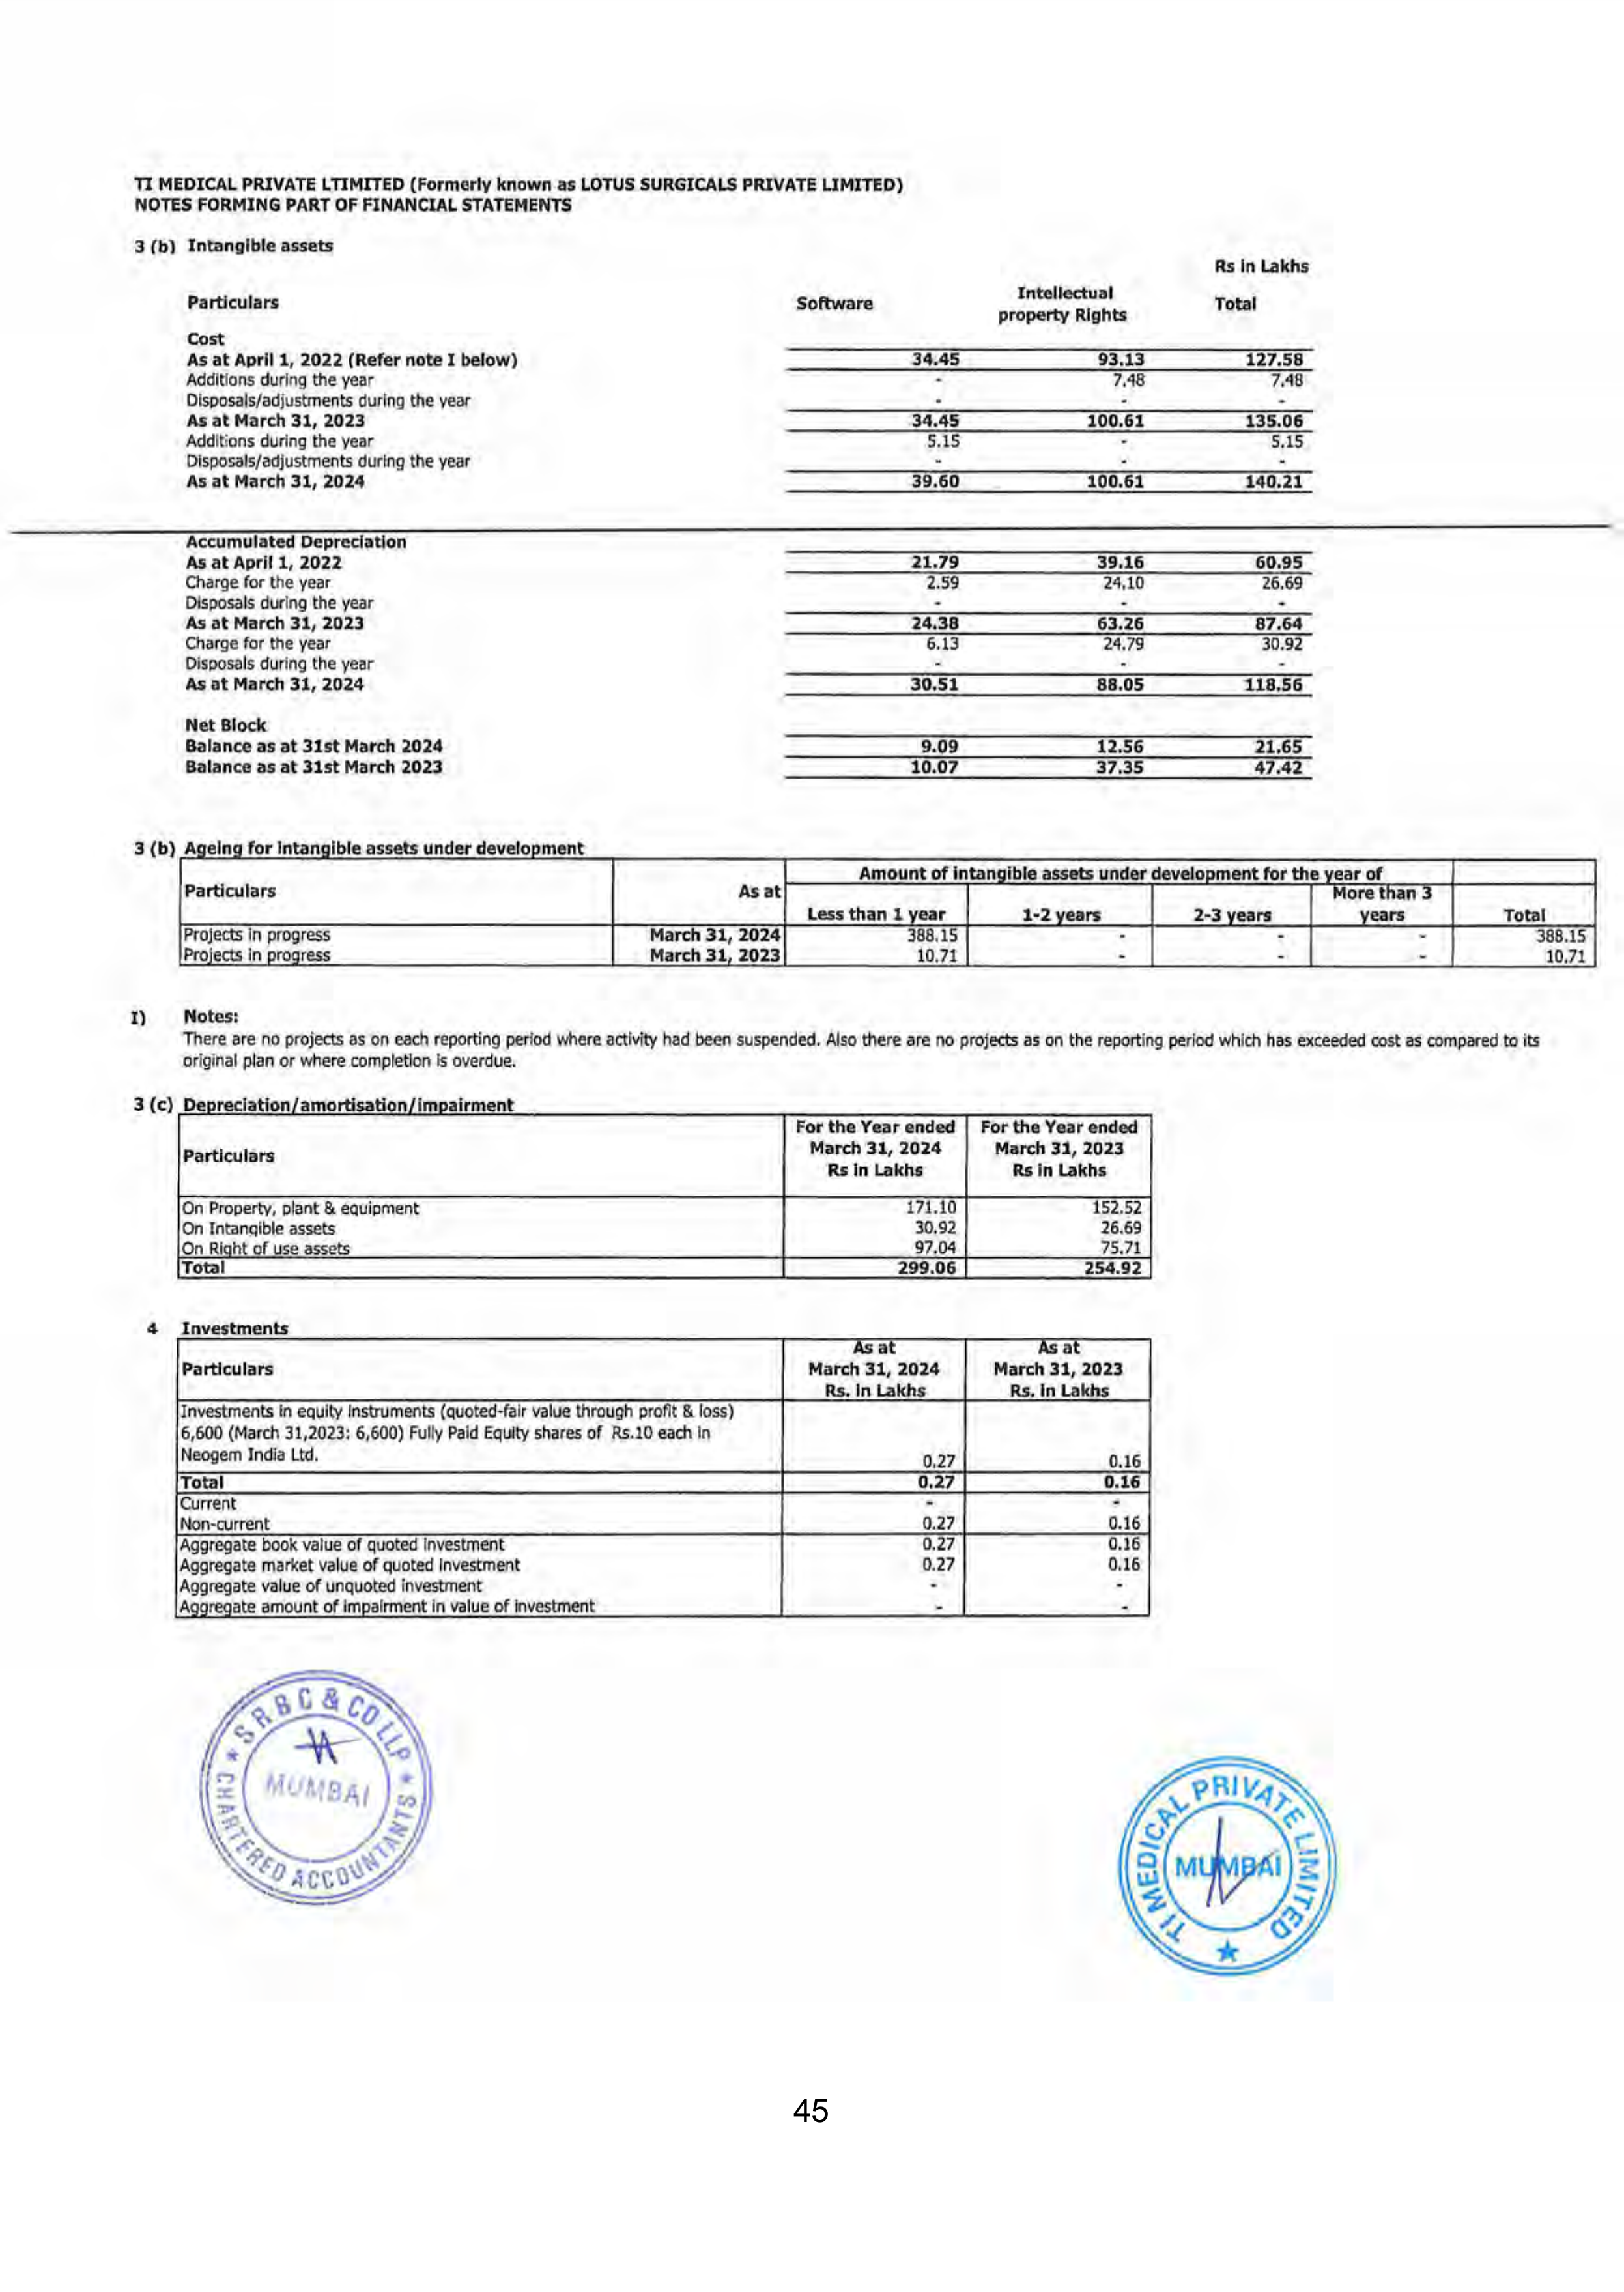 TI MEDICAL PRIVATE LTIMITED (Formerly known as LOTUS SURGICALS PRIVATE LIMITED)
NOTES FORMING PART OF FINANCIAL STATEMENTS
3 (b) Intangible assets
Rs in Lakhs
Particulars Software Intellectual property Rights Total
Cost
As at April 1, 2022 (Refer note I below) 34.45 93.13 127.58
Additions during the year - 7.48 7.48
Disposals/adjustments during the year - - -
As at March 31, 2023 34.45 100.61 135.06
Additions during the year 5.15 - 5.15
Disposals/adjustments during the year - - -
As at March 31, 2024 39.60 100.61 140.21
Accumulated Depreciation
As at April 1, 2022 21.79 39.16 60.95
Charge for the year 2.59 24.10 26.69
Disposals during the year - - -
As at March 31, 2023 24.38 63.26 87.64
Charge for the year 6.13 24.79 30.92
Disposals during the year - - -
As at March 31, 2024 30.51 88.05 118.56
Net Block
Balance as at 31st March 2024 9.09 12.56 21.65
Balance as at 31st March 2023 10.07 37.35 47.42
3 (b) Ageing for intangible assets under development
Amount of intangible assets under development for the year of
Particulars As at Less than 1 year 1-2 years 2-3 years More than 3 years Total
Projects in progress March 31, 2024 388.15 - - - 388.15
Projects in progress March 31, 2023 10.71 - - - 10.71
I) Notes:
There are no projects as on each reporting period where activity had been suspended. Also there are no projects as on the reporting period which has exceeded cost as compared to its
original plan or where completion is overdue.
3 (c) Depreciation/amortisation/impairment
Particulars For the Year ended March 31, 2024 Rs in Lakhs For the Year ended March 31, 2023 Rs in Lakhs
On Property, plant & equipment 171.10 152.52
On Intangible assets 30.92 26.69
On Right of use assets 97.04 75.71
Total 299.06 254.92
4 Investments
Particulars As at March 31, 2024 Rs. in Lakhs As at March 31, 2023 Rs. in Lakhs
Investments in equity instruments (quoted-fair value through profit & loss)
6,600 (March 31,2023: 6,600) Fully Paid Equity shares of Rs.10 each in
Neogem India Ltd. 0.27 0.16
Total 0.27 0.16
Current - -
Non-current 0.27 0.16
Aggregate book value of quoted investment 0.27 0.16
Aggregate market value of quoted investment 0.27 0.16
Aggregate value of unquoted investment - -
Aggregate amount of impairment in value of investment - -
S R B C & CO LLP
MUMBAI
CHARTERED ACCOUNTANTS
TI MEDICAL PRIVATE LIMITED
MUMBAI
45